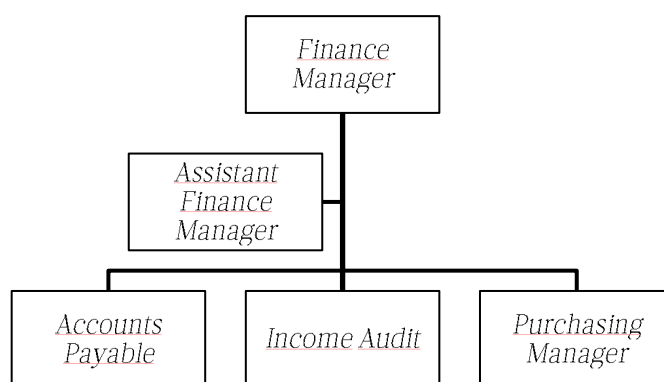 Finance
Manager
Assistant
Finance
Manager
Accounts
Payable
Income Audit
Purchasing
Manager